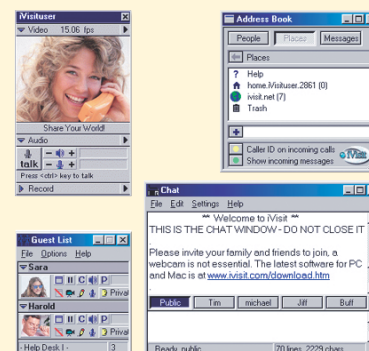 iVisituser
Video 15.06 fps
Share Your World!
Audio
talk
Press <ctrl> key to talk
Record
Address Book
People Places Messages
Places
? Help
home.iVisituser.2861 (0)
ivisit.net (7)
Trash
Caller ID on incoming calls
Show incoming messages
iVisit
Guest List
File Options Help
Sara
C P
Privat
Harold
C P
Privat
- Help Desk I - 3
Chat
File Edit Settings Help
"" Welcome to iVisit ""
THIS IS THE CHAT WINDOW - DO NOT CLOSE IT
Please invite your family and friends to join, a
webcam is not essential. The latest software for PC
and Mac is at www.ivisit.com/download.htm
Public Tim michael Jiff Buff
Ready, public 70 lines, 2229 chars